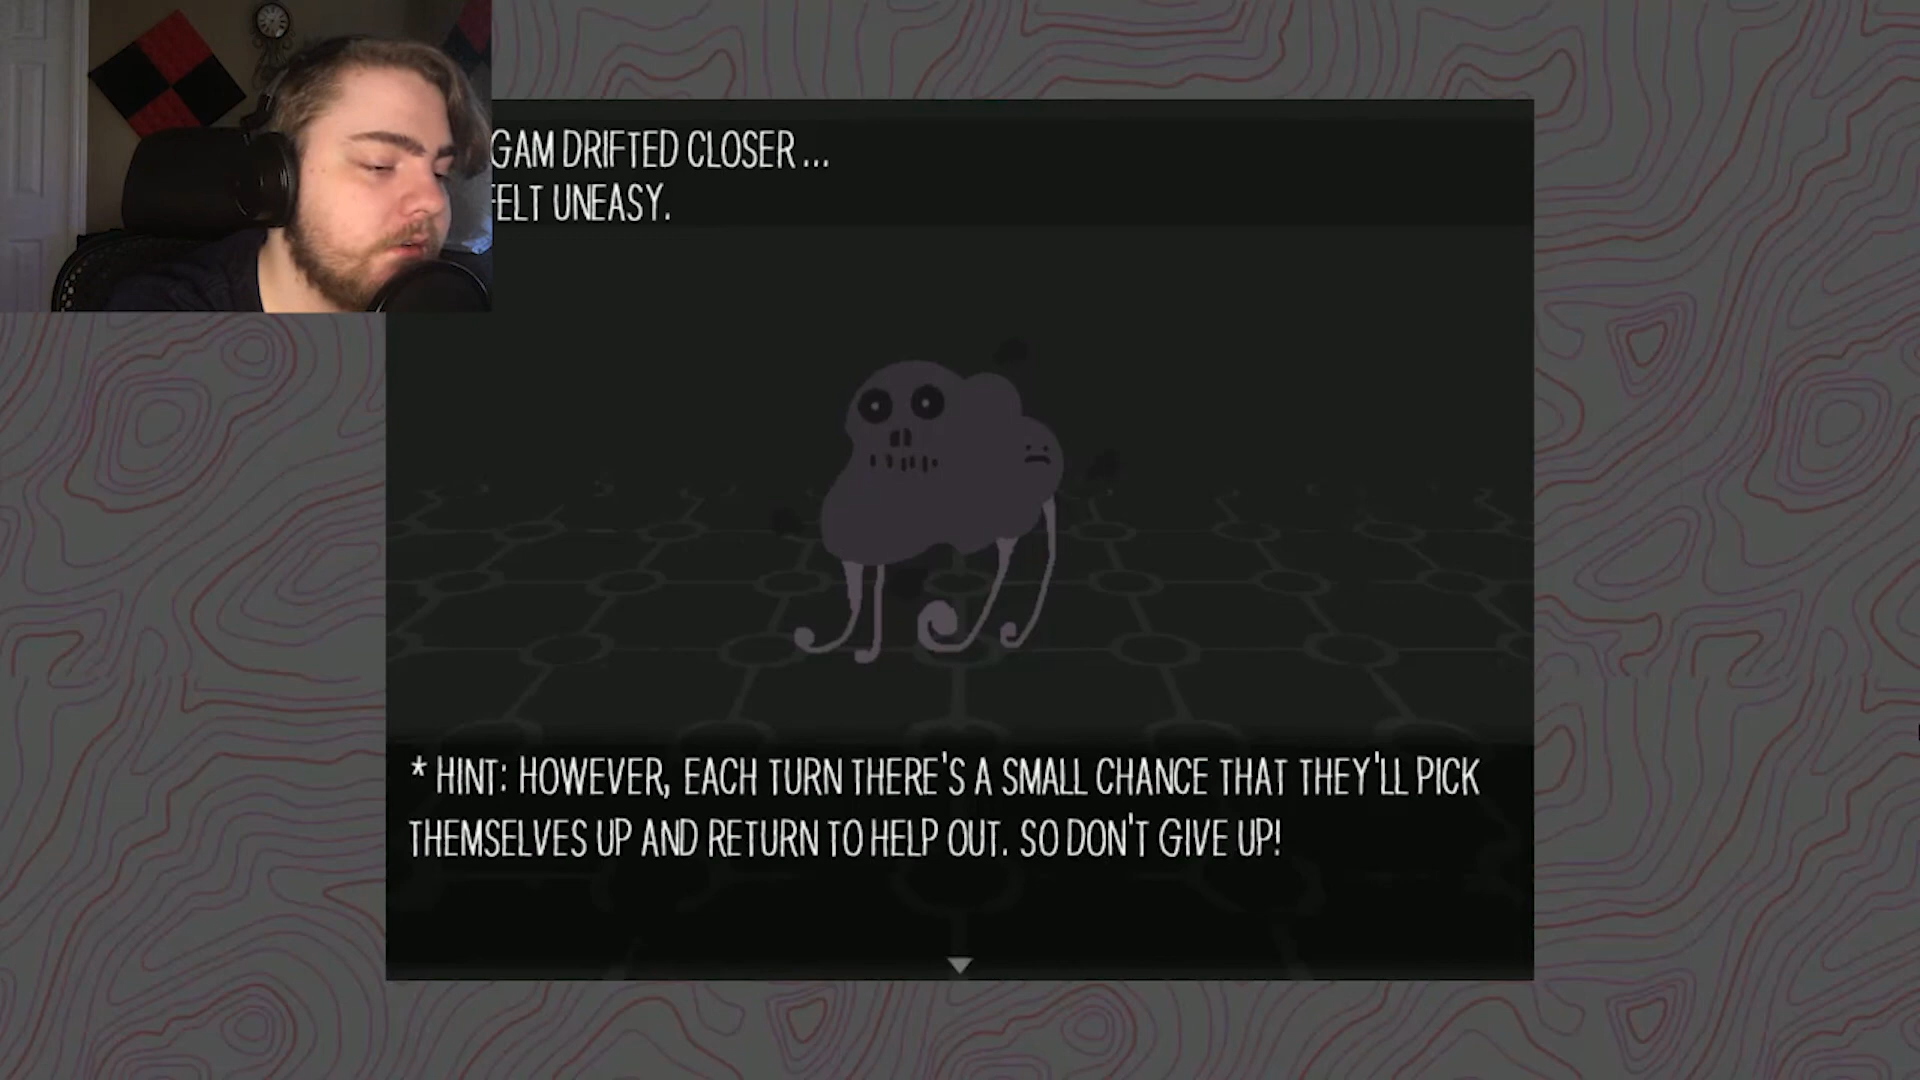 GAM DRIFTED CLOSER...
FELT UNEASY.
* HINT: HOWEVER, EACH TURN THERE'S A SMALL CHANCE THAT THEY'LL PICK
THEMSELVES UP AND RETURN TO HELP OUT. SO DON'T GIVE UP!